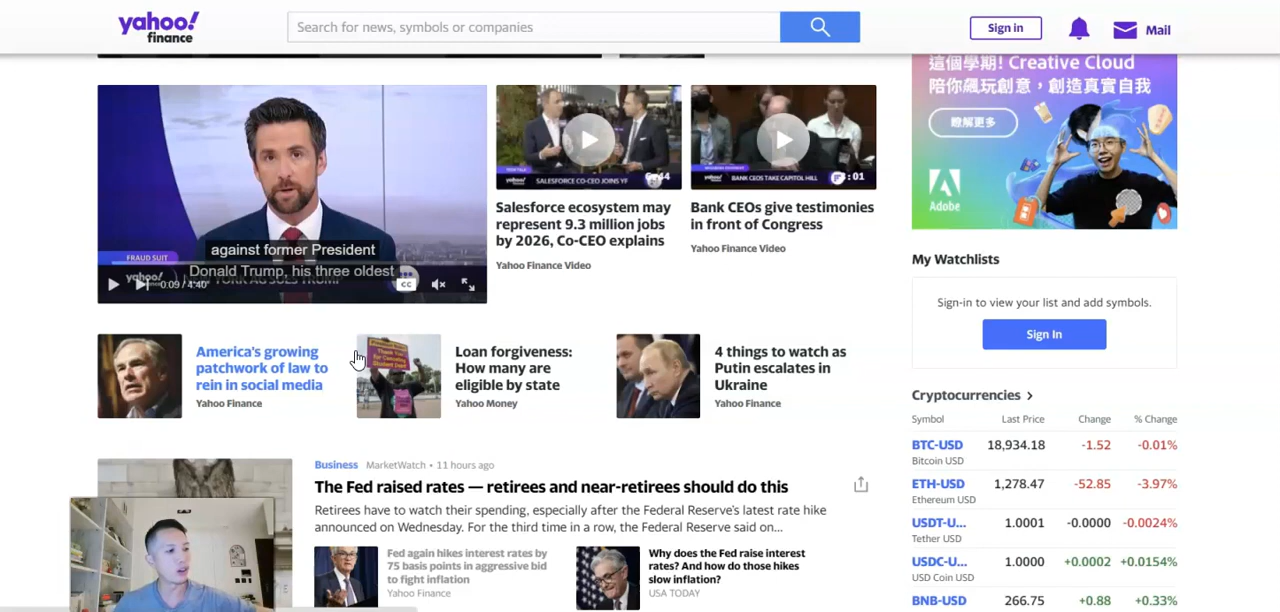 yahoo!
finance
Search for news, symbols or companies
Sign in
Mail
這個學期! Creative Cloud
陪你飆玩創意，創造真實自我
瞭解更多
Adobe
FRAUD SUIT
against former President
Donald Trump, his three oldest
0:09 / 4:40
CC
yahoo!
SALESFORCE CO-CEO JOINS YF
Salesforce ecosystem may
represent 9.3 million jobs
by 2026, Co-CEO explains
Yahoo Finance Video
yahoo!
BANK CEOS TAKE CAPITOL HILL
: 01
Bank CEOs give testimonies
in front of Congress
Yahoo Finance Video
My Watchlists
Sign-in to view your list and add symbols.
Sign In
America's growing
patchwork of law to
rein in social media
Yahoo Finance
Loan forgiveness:
How many are
eligible by state
Yahoo Money
4 things to watch as
Putin escalates in
Ukraine
Yahoo Finance
Business MarketWatch • 11 hours ago
The Fed raised rates — retirees and near-retirees should do this
Retirees have to watch their spending, especially after the Federal Reserve's latest rate hike
announced on Wednesday. For the third time in a row, the Federal Reserve said on...
Fed again hikes interest rates by
75 basis points in aggressive bid
to fight inflation
Yahoo Finance
Why does the Fed raise interest
rates? And how do those hikes
slow inflation?
USA TODAY
Cryptocurrencies
Symbol Last Price Change % Change
BTC-USD 18,934.18 -1.52 -0.01%
Bitcoin USD
ETH-USD 1,278.47 -52.85 -3.97%
Ethereum USD
USDT-U... 1.0001 -0.0000 -0.0024%
Tether USD
USDC-U... 1.0000 +0.0002 +0.0154%
USD Coin USD
BNB-USD 266.75 +0.88 +0.33%